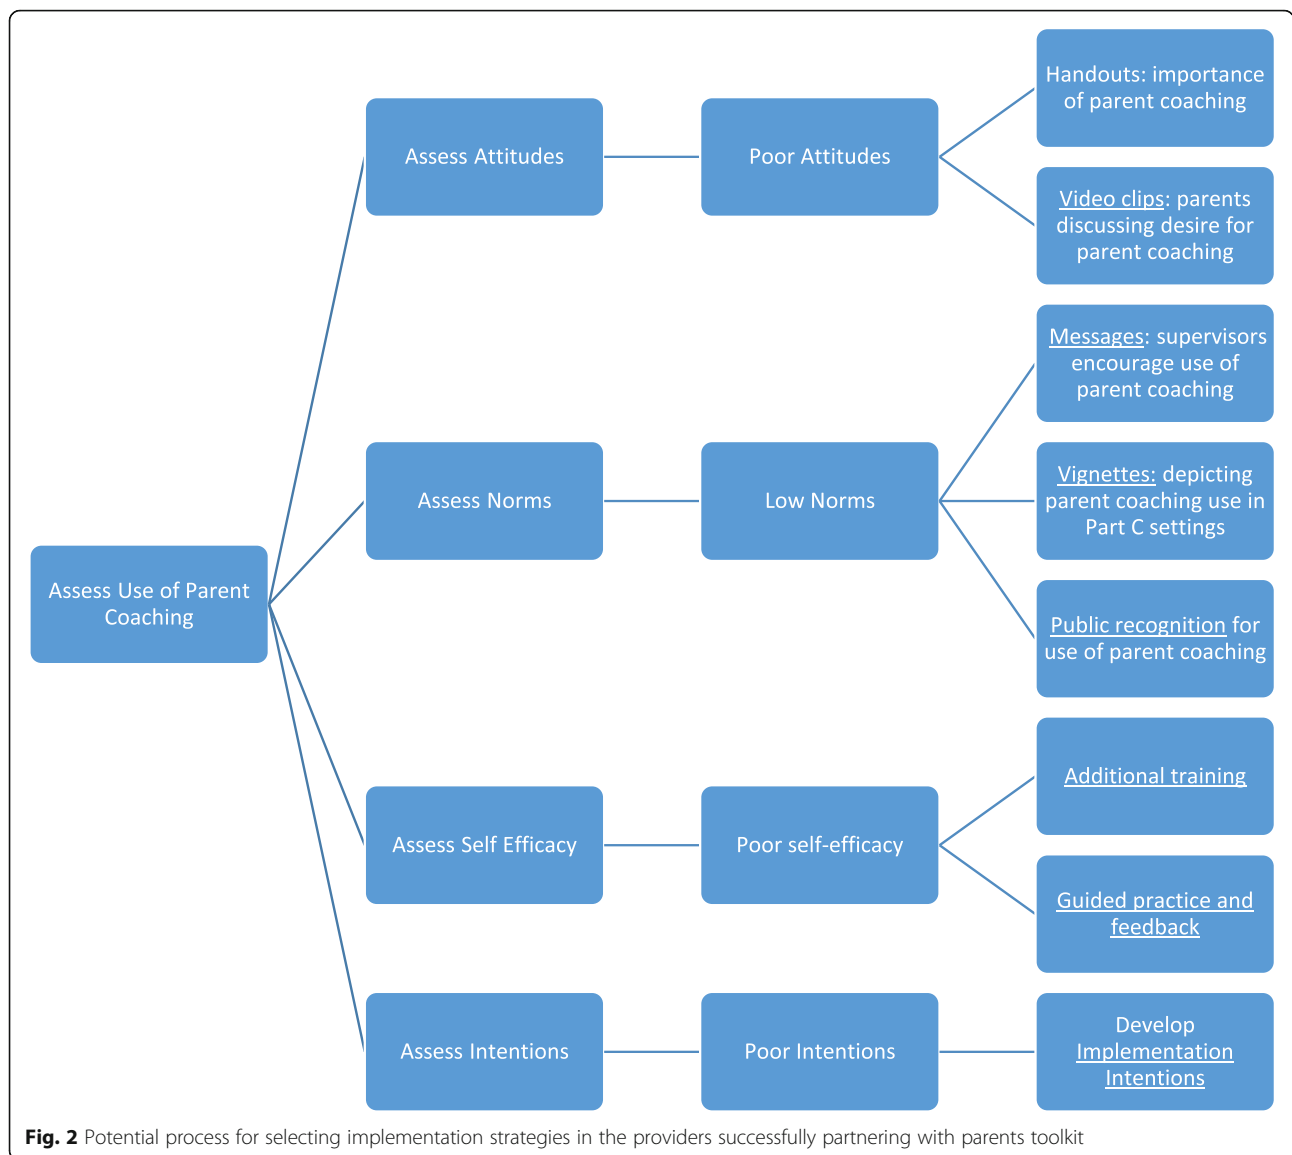 Handouts: importance
of parent coaching
Assess Attitudes
Poor Attitudes
Video clips: parents
discussing desire for
parent coaching
Messages: supervisors
encourage use of
parent coaching
Assess Norms
Low Norms
Vignettes: depicting
parent coaching use in
Part C settings
Assess Use of Parent
Coaching
Public recognition for
use of parent coaching
Additional training
Assess Self Efficacy
Poor self-efficacy
Guided practice and
feedback
Assess Intentions
Poor Intentions
Develop
Implementation
Intentions
Fig. 2 Potential process for selecting implementation strategies in the providers successfully partnering with parents toolkit